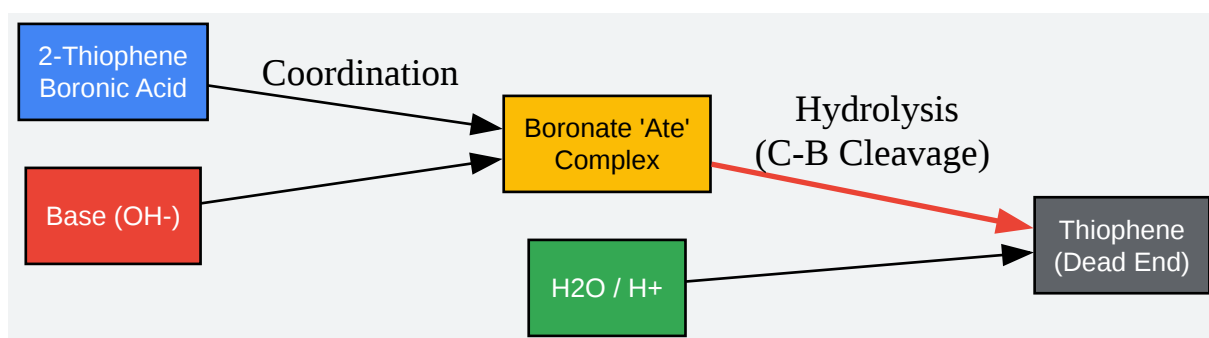 2-Thiophene
Boronic Acid
Coordination
Base (OH-)
Boronate 'Ate'
Complex
Hydrolysis
(C-B Cleavage)
H2O / H+
Thiophene
(Dead End)